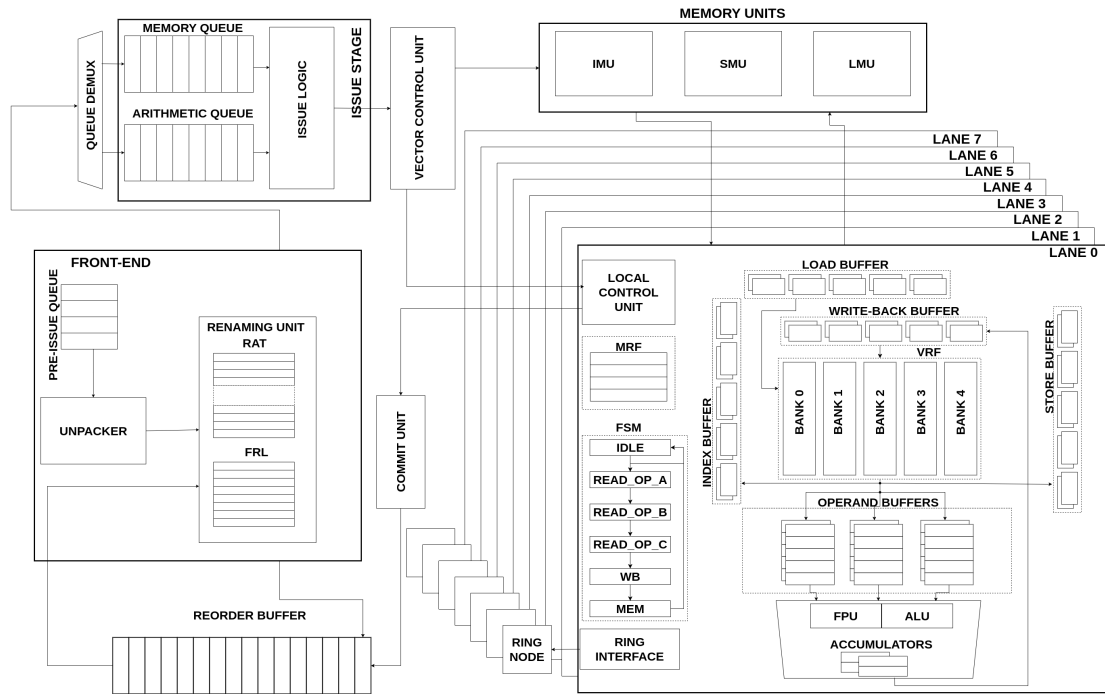 MEMORY UNITS
IMU
SMU
LMU
MEMORY QUEUE
ARITHMETIC QUEUE
QUEUE DEMUX
ISSUE LOGIC
ISSUE STAGE
VECTOR CONTROL UNIT
LANE 7
LANE 6
LANE 5
LANE 4
LANE 3
LANE 2
LANE 1
LANE 0
FRONT-END
PRE-ISSUE QUEUE
UNPACKER
RENAMING UNIT
RAT
FRL
COMMIT UNIT
REORDER BUFFER
LOCAL
CONTROL
UNIT
MRF
FSM
IDLE
READ_OP_A
READ_OP_B
READ_OP_C
WB
MEM
RING
NODE
RING
INTERFACE
LOAD BUFFER
WRITE-BACK BUFFER
VRF
INDEX BUFFER
STORE BUFFER
BANK 0
BANK 1
BANK 2
BANK 3
BANK 4
OPERAND BUFFERS
FPU
ALU
ACCUMULATORS